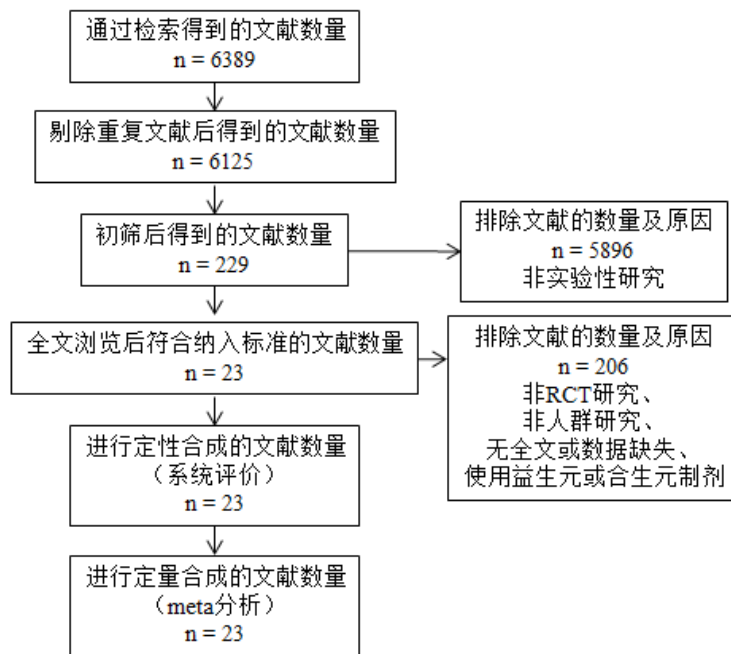 通过检索得到的文献数量
n = 6389
剔除重复文献后得到的文献数量
n = 6125
初筛后得到的文献数量
n = 229
排除文献的数量及原因
n = 5896
非实验性研究
全文浏览后符合纳入标准的文献数量
n = 23
排除文献的数量及原因
n = 206
非RCT研究、
非人群研究、
无全文或数据缺失、
使用益生元或合生元制剂
进行定性合成的文献数量
（系统评价）
n = 23
进行定量合成的文献数量
（meta分析）
n = 23